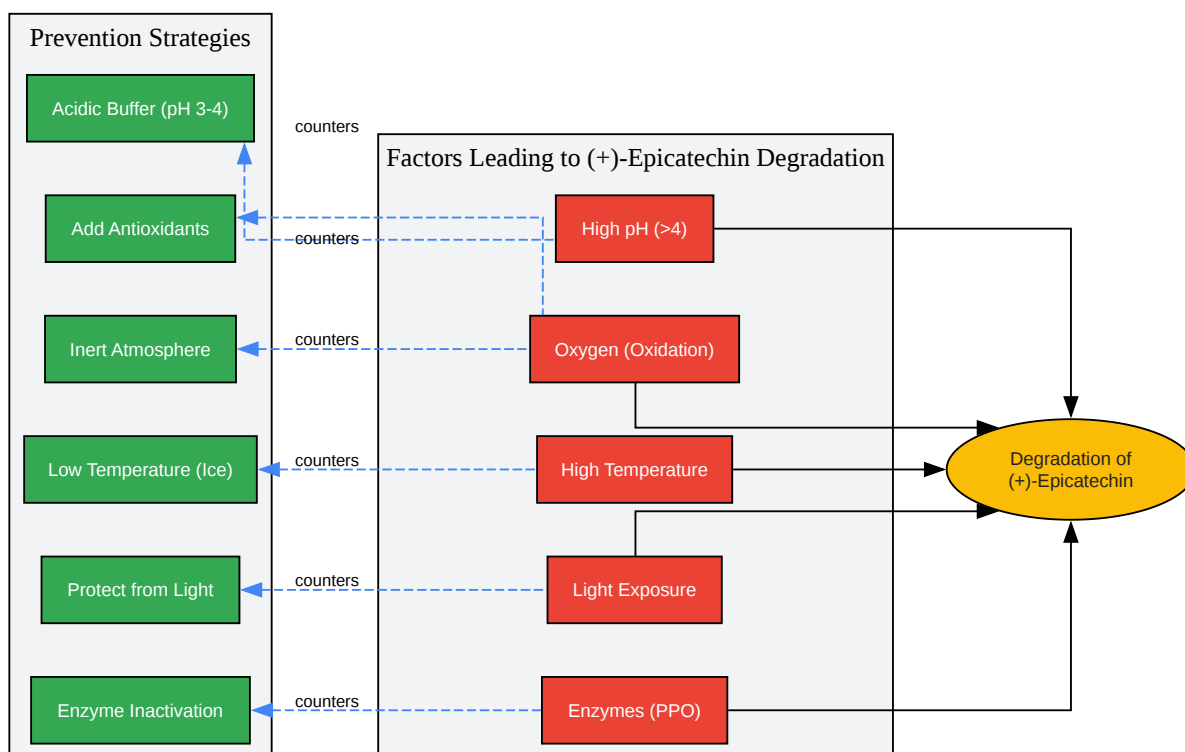 Prevention Strategies
Acidic Buffer (pH 3-4)
counters
Factors Leading to (+)-Epicatechin Degradation
Add Antioxidants
counters
High pH (>4)
Inert Atmosphere
counters
Oxygen (Oxidation)
Low Temperature (Ice)
counters
High Temperature
Degradation of
(+)-Epicatechin
Protect from Light
counters
Light Exposure
Enzyme Inactivation
counters
Enzymes (PPO)